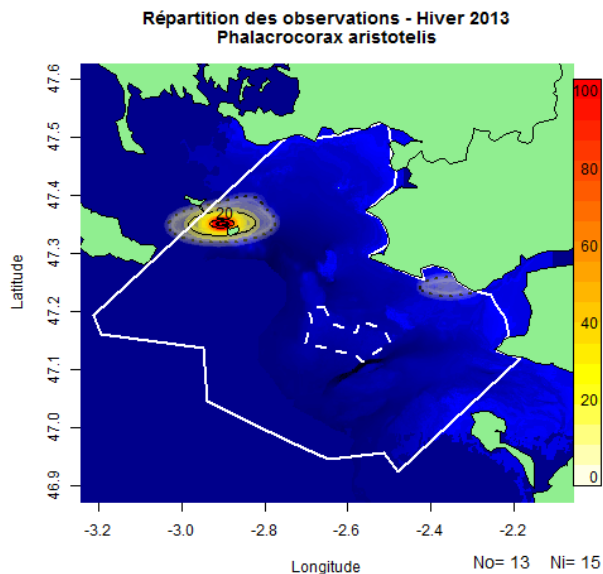 Répartition des observations - Hiver 2013
Phalacrocorax aristotelis
47.6
47.5
47.4
47.3
47.2
47.1
47.0
46.9
Latitude
20
100
80
60
40
20
0
-3.2 -3.0 -2.8 -2.6 -2.4 -2.2
Longitude
No= 13 Ni= 15